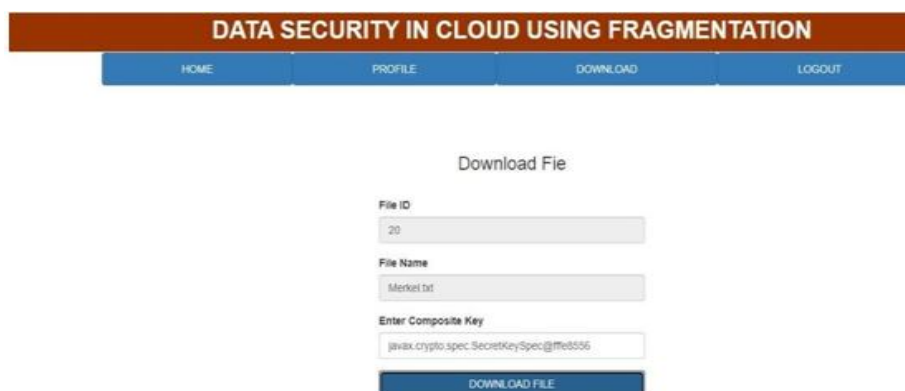 DATA SECURITY IN CLOUD USING FRAGMENTATION
HOME PROFILE DOWNLOAD LOGOUT
Download Fie
File ID
20
File Name
Merkel.txt
Enter Composite Key
javax.crypto.spec.SecretKeySpec@fffe8556
DOWNLOAD FILE